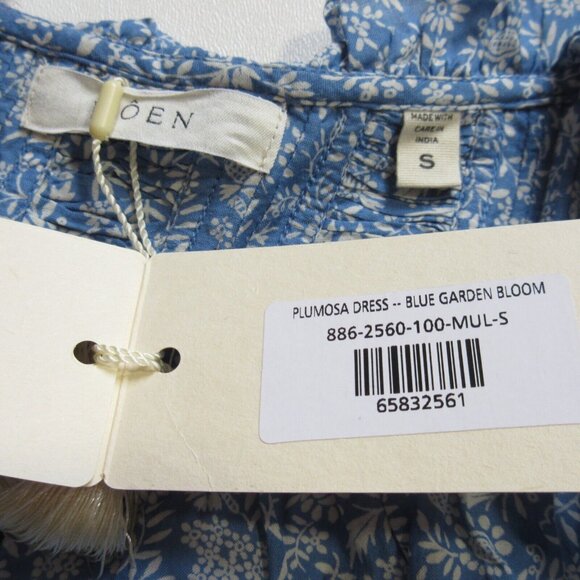 ÔEN
MADE WITH
CARE IN
INDIA
S
PLUMOSA DRESS -- BLUE GARDEN BLOOM
886-2560-100-MUL-S
65832561